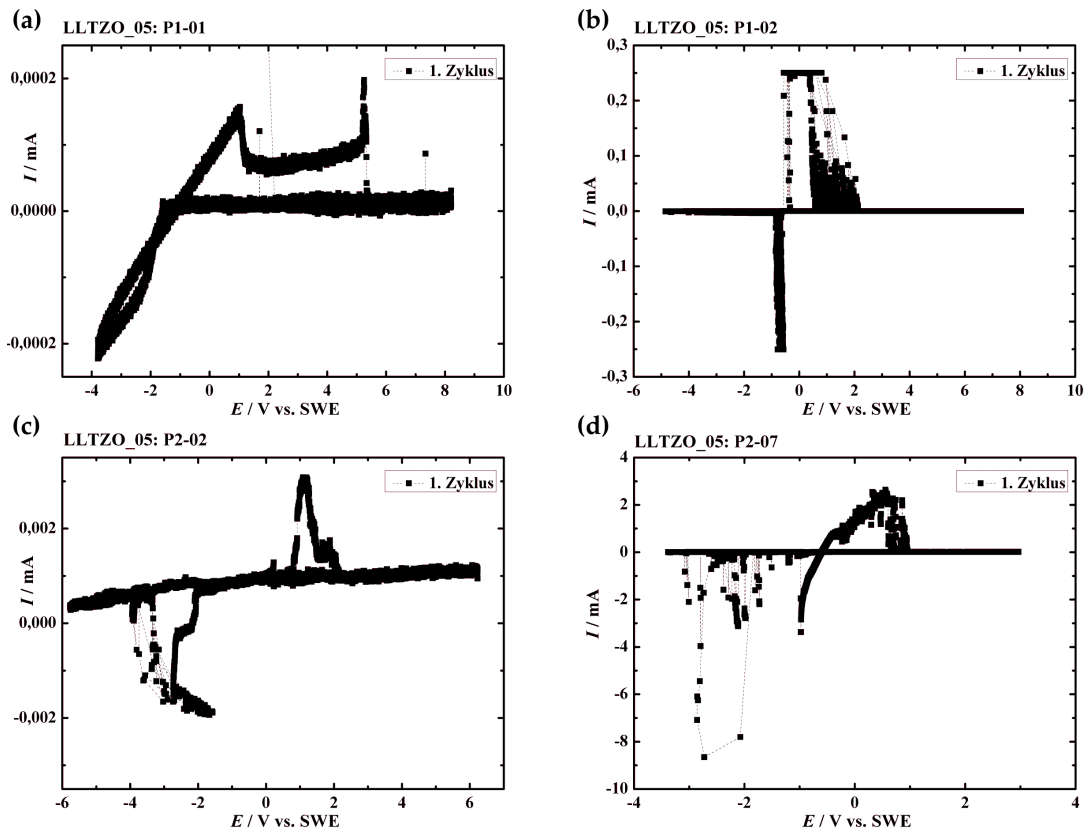 (a)
LLTZO_05: P1-01
1. Zyklus
0,0002
0,0000
-0,0002
I / mA
-4 -2 0 2 4 6 8 10
E / V vs. SWE
(b)
LLTZO_05: P1-02
1. Zyklus
0,3
0,2
0,1
0,0
-0,1
-0,2
-0,3
I / mA
-4 -2 0 2 4 6 8 10
E / V vs. SWE
(c)
LLTZO_05: P2-02
1. Zyklus
0,002
0,000
-0,002
I / mA
-6 -4 -2 0 2 4 6
E / V vs. SWE
(d)
LLTZO_05: P2-07
1. Zyklus
4
2
0
-2
-4
-6
-8
-10
I / mA
-4 -2 0 2 4
E / V vs. SWE